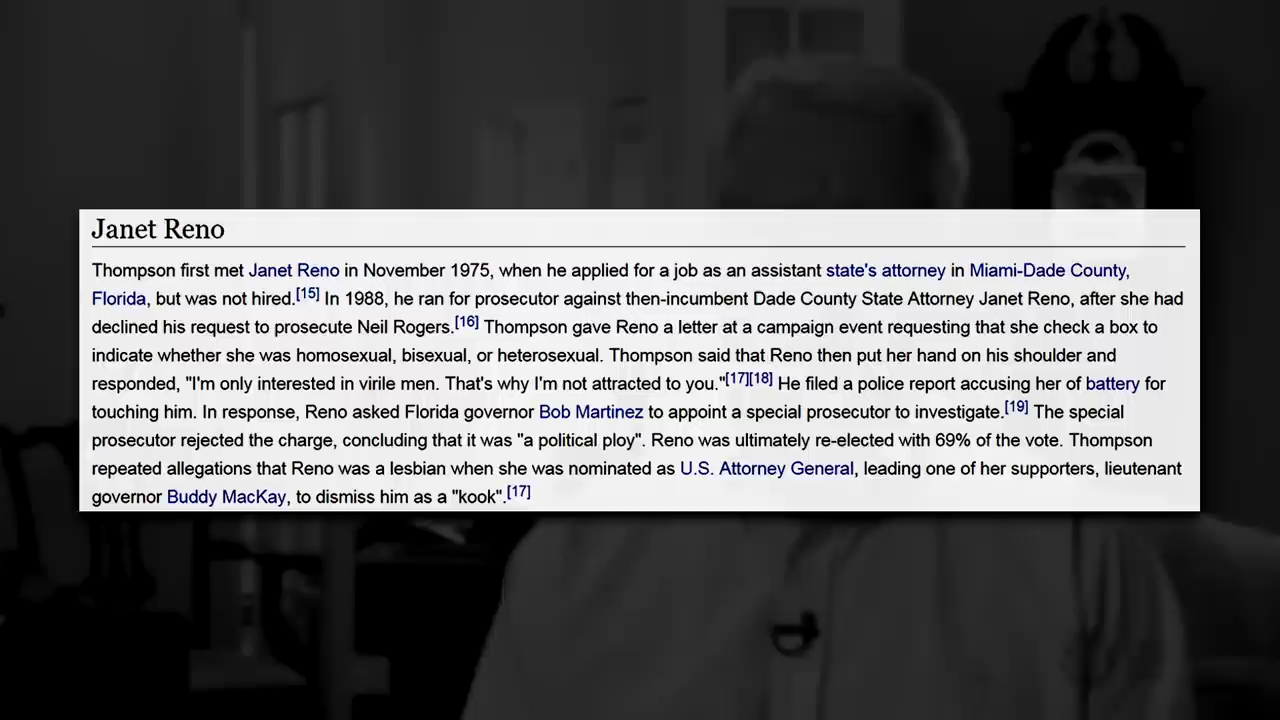 Janet Reno
Thompson first met Janet Reno in November 1975, when he applied for a job as an assistant state's attorney in Miami-Dade County,
Florida, but was not hired.[15] In 1988, he ran for prosecutor against then-incumbent Dade County State Attorney Janet Reno, after she had
declined his request to prosecute Neil Rogers.[16] Thompson gave Reno a letter at a campaign event requesting that she check a box to
indicate whether she was homosexual, bisexual, or heterosexual. Thompson said that Reno then put her hand on his shoulder and
responded, "I'm only interested in virile men. That's why I'm not attracted to you."[17][18] He filed a police report accusing her of battery for
touching him. In response, Reno asked Florida governor Bob Martinez to appoint a special prosecutor to investigate.[19] The special
prosecutor rejected the charge, concluding that it was "a political ploy". Reno was ultimately re-elected with 69% of the vote. Thompson
repeated allegations that Reno was a lesbian when she was nominated as U.S. Attorney General, leading one of her supporters, lieutenant
governor Buddy MacKay, to dismiss him as a "kook".[17]